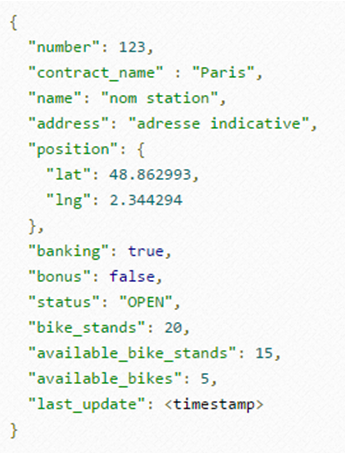 {
"number": 123,
"contract_name" : "Paris",
"name": "nom station",
"address": "adresse indicative",
"position": {
"lat": 48.862993,
"lng": 2.344294
},
"banking": true,
"bonus": false,
"status": "OPEN",
"bike_stands": 20,
"available_bike_stands": 15,
"available_bikes": 5,
"last_update": <timestamp>
}